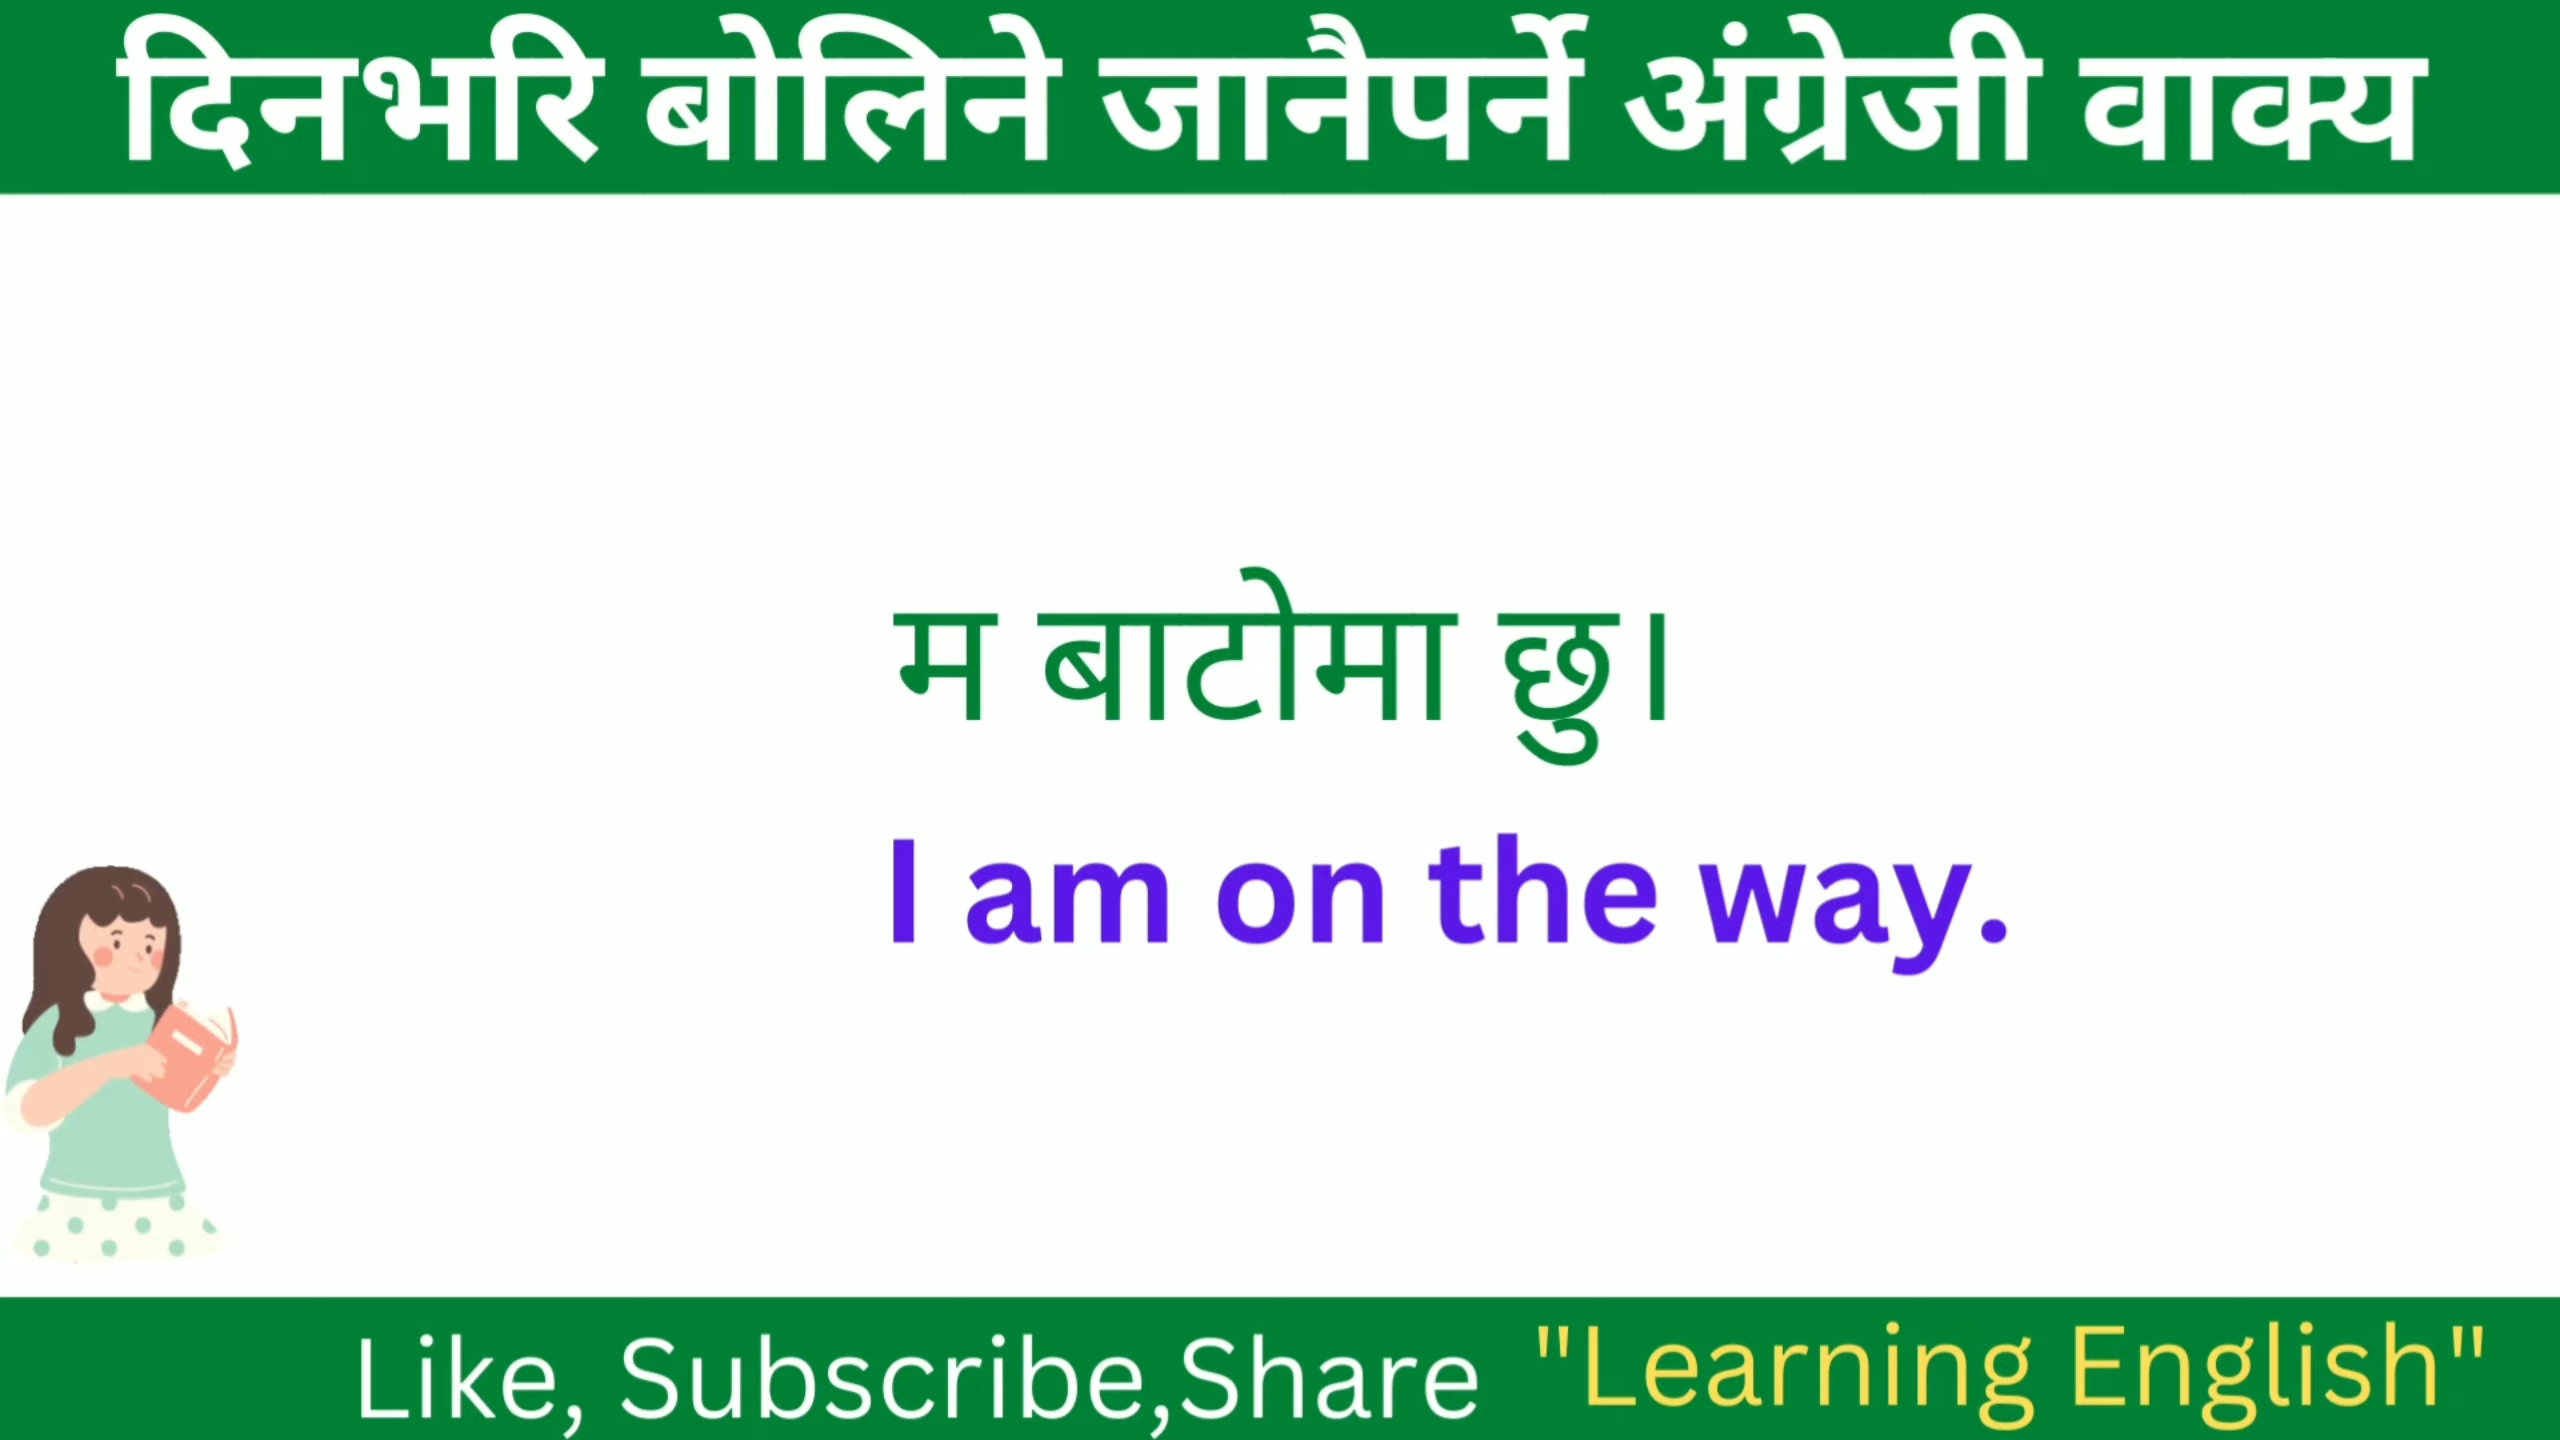 दिनभरि बोलिने जानैपर्ने अंग्रेजी वाक्य
म बाटोमा छु।
I am on the way.
Like, Subscribe,Share "Learning English"